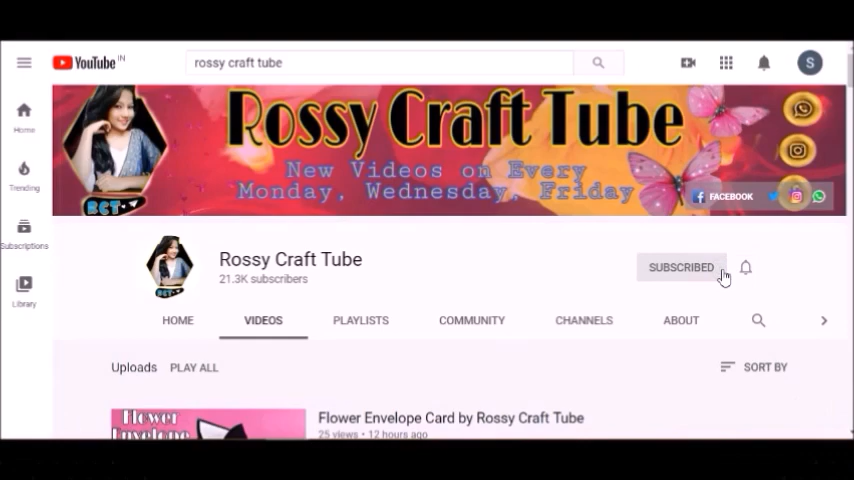 YouTube IN
rossy craft tube
S
Home
Trending
Subscriptions
Library
Rossy Craft Tube
New Videos on Every
Monday, Wednesday, Friday
RCT
FACEBOOK
Rossy Craft Tube
21.3K subscribers
SUBSCRIBED
HOME VIDEOS PLAYLISTS COMMUNITY CHANNELS ABOUT
Uploads PLAY ALL
SORT BY
Flower
Envelope
Flower Envelope Card by Rossy Craft Tube
25 views • 12 hours ago